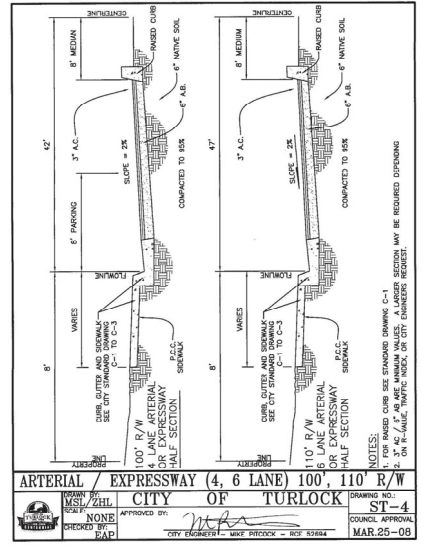 CENTERLINE
8' MEDIAN
RAISED CURB
6" NATIVE SOIL
42'
3" A.C.
6" A.B.
SLOPE = 2%
COMPACTED TO 95%
6' PARKING
FLOWLINE
8'
VARIES
CURB, GUTTER AND SIDEWALK
SEE CITY STANDARD DRAWING
C-1 TO C-3
P.C.C.
SIDEWALK
PROPERTY
LINE
100' R/W
4 LANE ARTERIAL
OR EXPRESSWAY
HALF SECTION
CENTERLINE
8' MEDIUM
RAISED CURB
6" NATIVE SOIL
47'
3" A.C.
6" A.B.
SLOPE = 2%
COMPACTED TO 95%
FLOWLINE
8'
VARIES
CURB, GUTTER AND SIDEWALK
SEE CITY STANDARD DRAWING
C-1 TO C-3
P.C.C.
SIDEWALK
PROPERTY
LINE
110' R/W
6 LANE ARTERIAL
OR EXPRESSWAY
HALF SECTION
NOTES:
1. FOR RAISED CURB SEE STANDARD DRAWING C-1
2. 3" AC / 6" AB ARE MINIMUM VALUES. A LARGER SECTION MAY BE REQUIRED DEPENDING
ON R-VALUE, TRAFFIC INDEX, OR CITY ENGINEERS REQUEST.
ARTERIAL / EXPRESSWAY (4, 6 LANE) 100', 110' R/W
TURLOCK
DRAWN BY:
MSL/ZHL
SCALE:
NONE
CHECKED BY:
EAP
CITY OF TURLOCK
APPROVED BY:
CITY ENGINEER - MIKE PITCOCK - RCE 52694
DRAWING NO.:
ST-4
COUNCIL APPROVAL
MAR.25-08